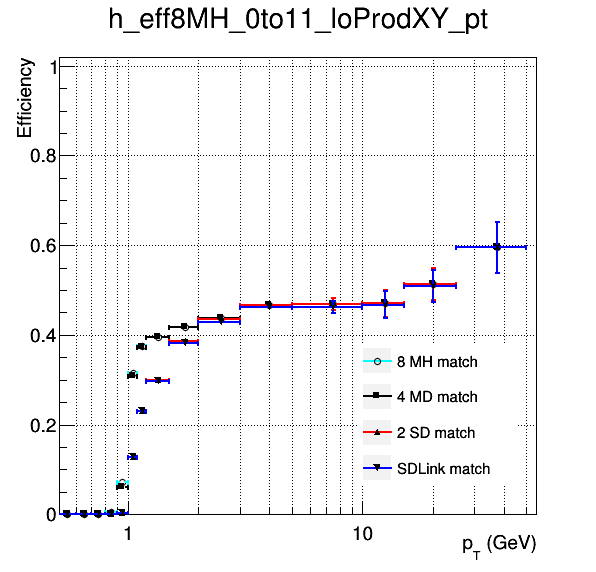 h_eff8MH_0to11_loProdXY_pt
Efficiency
1
0.8
0.6
0.4
0.2
0
8 MH match
4 MD match
2 SD match
SDLink match
1
10
p_T (GeV)